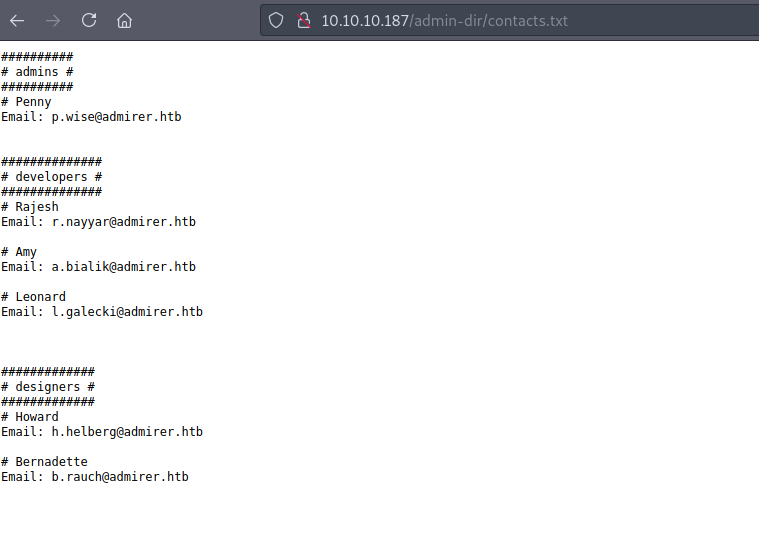 10.10.10.187/admin-dir/contacts.txt
##########
# admins #
##########
# Penny
Email: p.wise@admirer.htb
##############
# developers #
##############
# Rajesh
Email: r.nayyar@admirer.htb
# Amy
Email: a.bialik@admirer.htb
# Leonard
Email: l.galecki@admirer.htb
#############
# designers #
#############
# Howard
Email: h.helberg@admirer.htb
# Bernadette
Email: b.rauch@admirer.htb